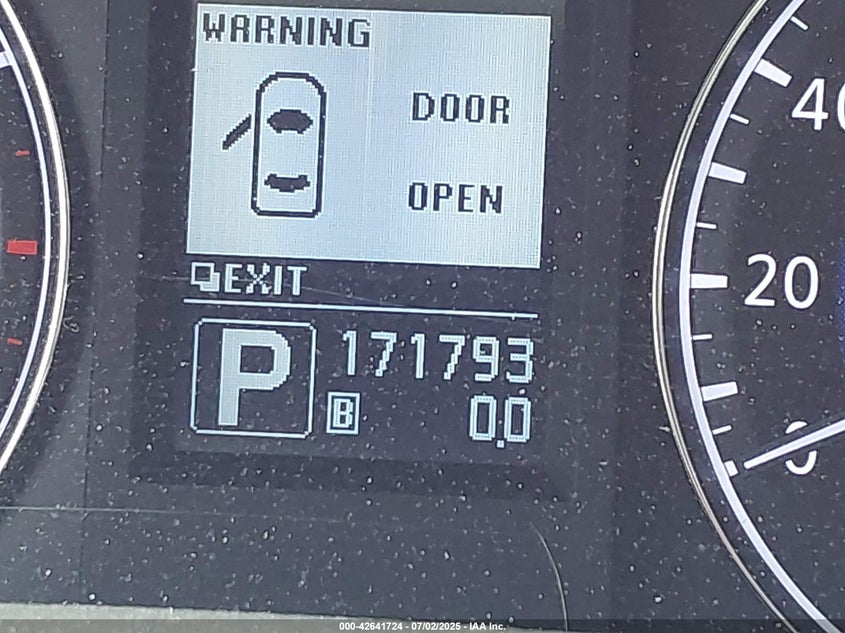 WARNING
DOOR
OPEN
EXIT
P
171793
B
0.0
40
20
0
000-42641724 - 07/02/2025 - IAA Inc.